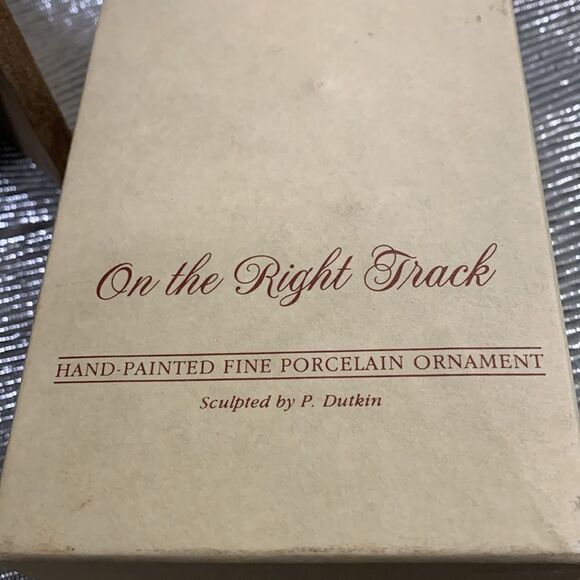 On the Right Track
HAND-PAINTED FINE PORCELAIN ORNAMENT
Sculpted by P. Dutkin